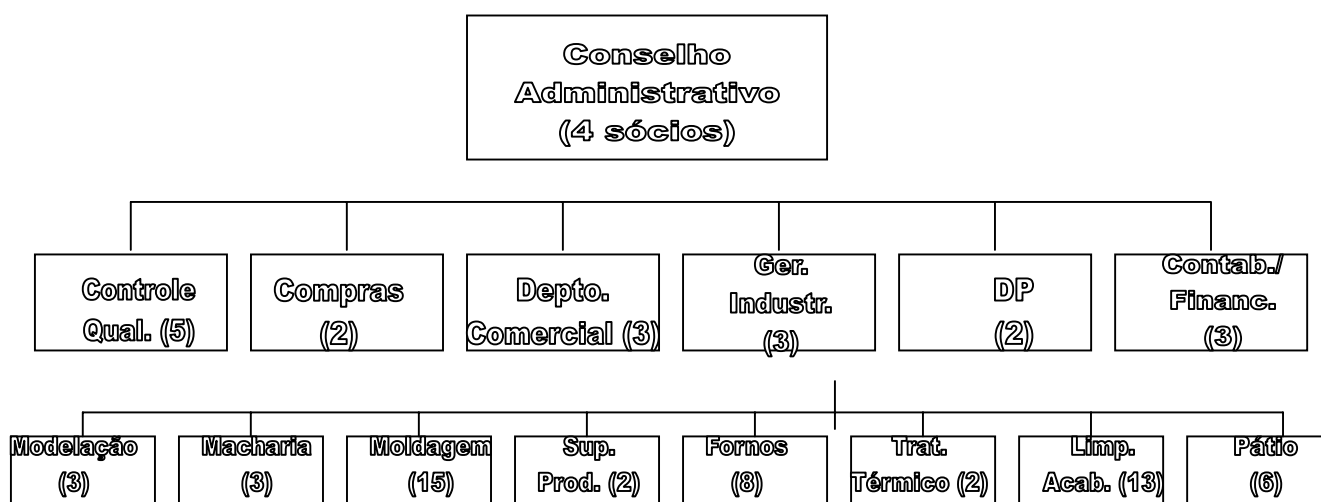 Conselho
Administrativo
(4 sócios)
Controle
Qual. (5)
Compras
(2)
Depto.
Comercial (3)
Ger.
Industr.
(3)
DP
(2)
Contab./
Financ.
(3)
Modelação
(3)
Macharia
(3)
Moldagem
(15)
Sup.
Prod. (2)
Fornos
(8)
Trat.
Térmico (2)
Limp.
Acab. (13)
Pátio
(6)